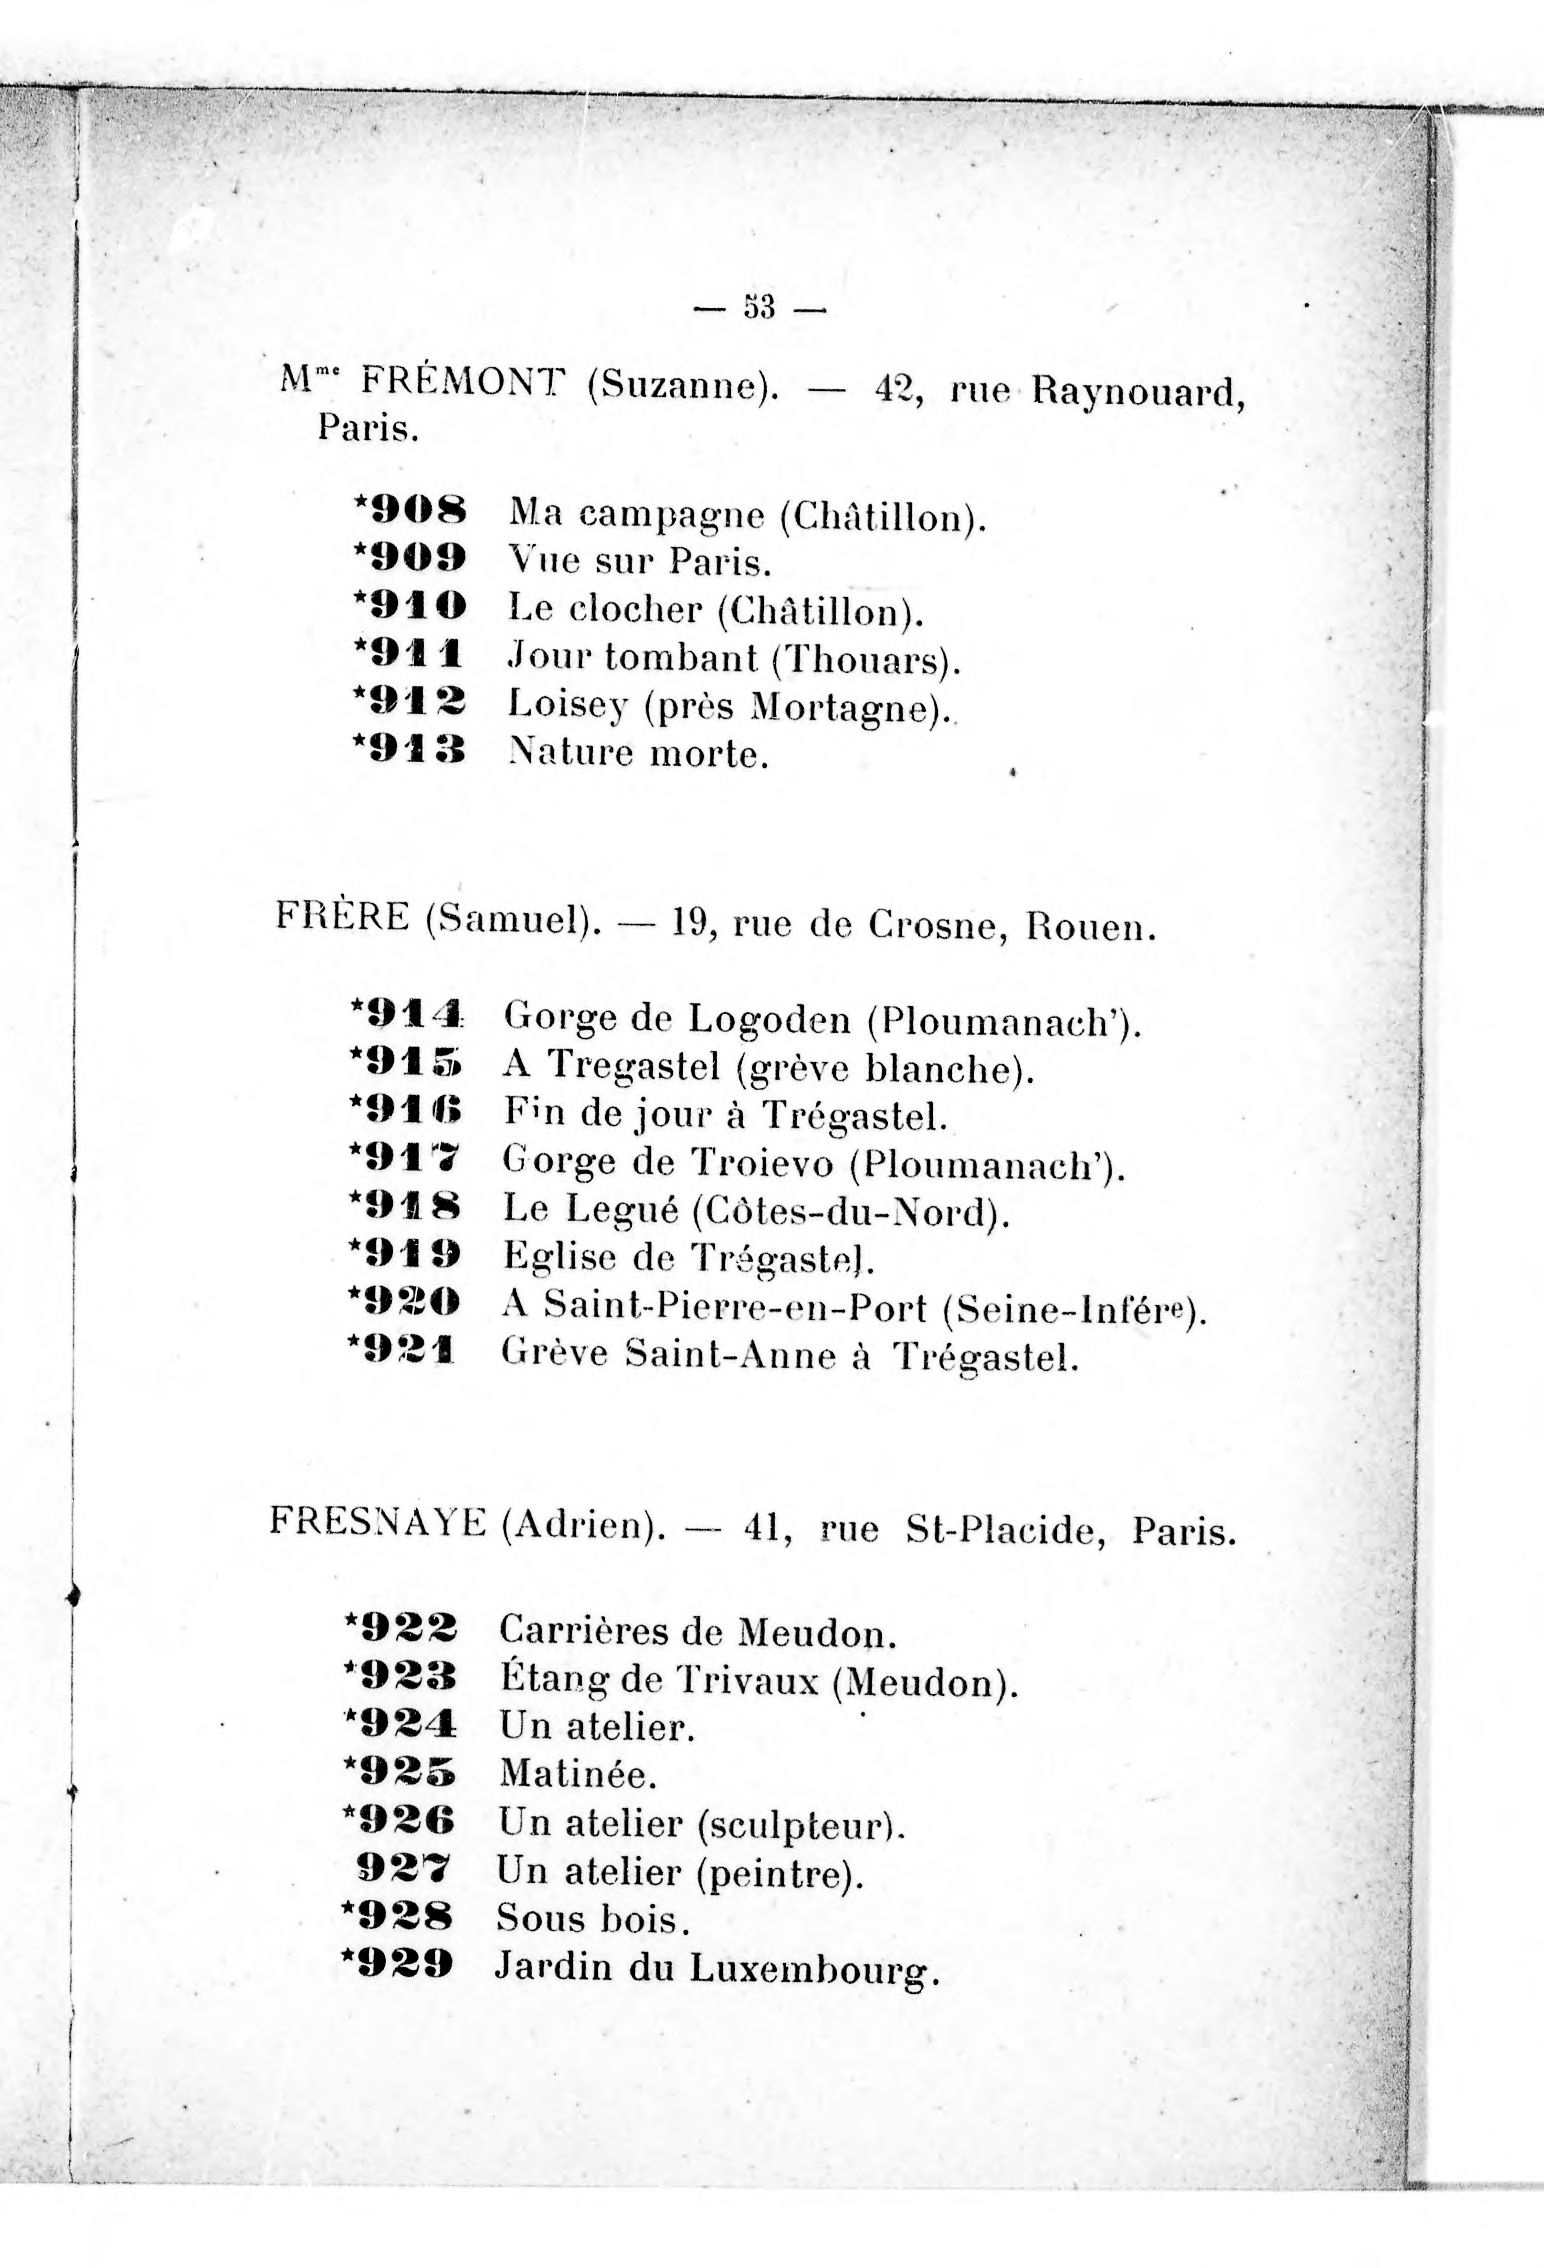 — 53 —
Mme FRÉMONT (Suzanne). — 42, rue Raynouard,
Paris.
*908 Ma campagne (Châtillon).
*909 Vue sur Paris.
*910 Le clocher (Châtillon).
*911 Jour tombant (Thouars).
*912 Loisey (près Mortagne).
*913 Nature morte.
FRÈRE (Samuel). — 19, rue de Crosne, Rouen.
*914 Gorge de Logoden (Ploumanach').
*915 A Tregastel (grève blanche).
*916 Fin de jour à Trégastel.
*917 Gorge de Troievo (Ploumanach').
*918 Le Legué (Côtes-du-Nord).
*919 Eglise de Trégastel.
*920 A Saint-Pierre-en-Port (Seine-Infére).
*921 Grève Saint-Anne à Trégastel.
FRESNAYE (Adrien). — 41, rue St-Placide, Paris.
*922 Carrières de Meudon.
*923 Étang de Trivaux (Meudon).
*924 Un atelier.
*925 Matinée.
*926 Un atelier (sculpteur).
927 Un atelier (peintre).
*928 Sous bois.
*929 Jardin du Luxembourg.